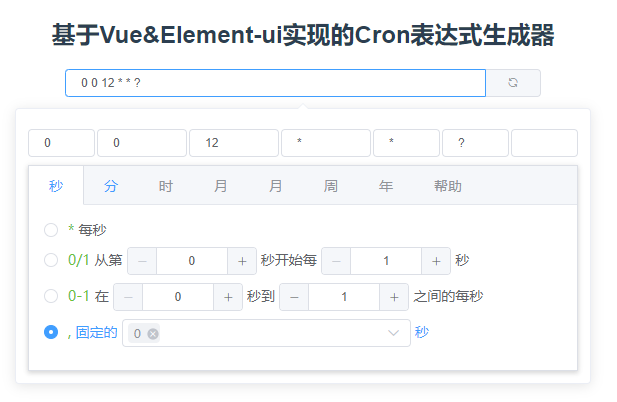 基于Vue&Element-ui实现的Cron表达式生成器
0 0 12 * * ?
0 0 12 * * ?
秒 分 时 月 月 周 年 帮助
* 每秒
0/1 从第 − 0 + 秒开始每 − 1 + 秒
0-1 在 − 0 + 秒到 − 1 + 之间的每秒
, 固定的 0 秒